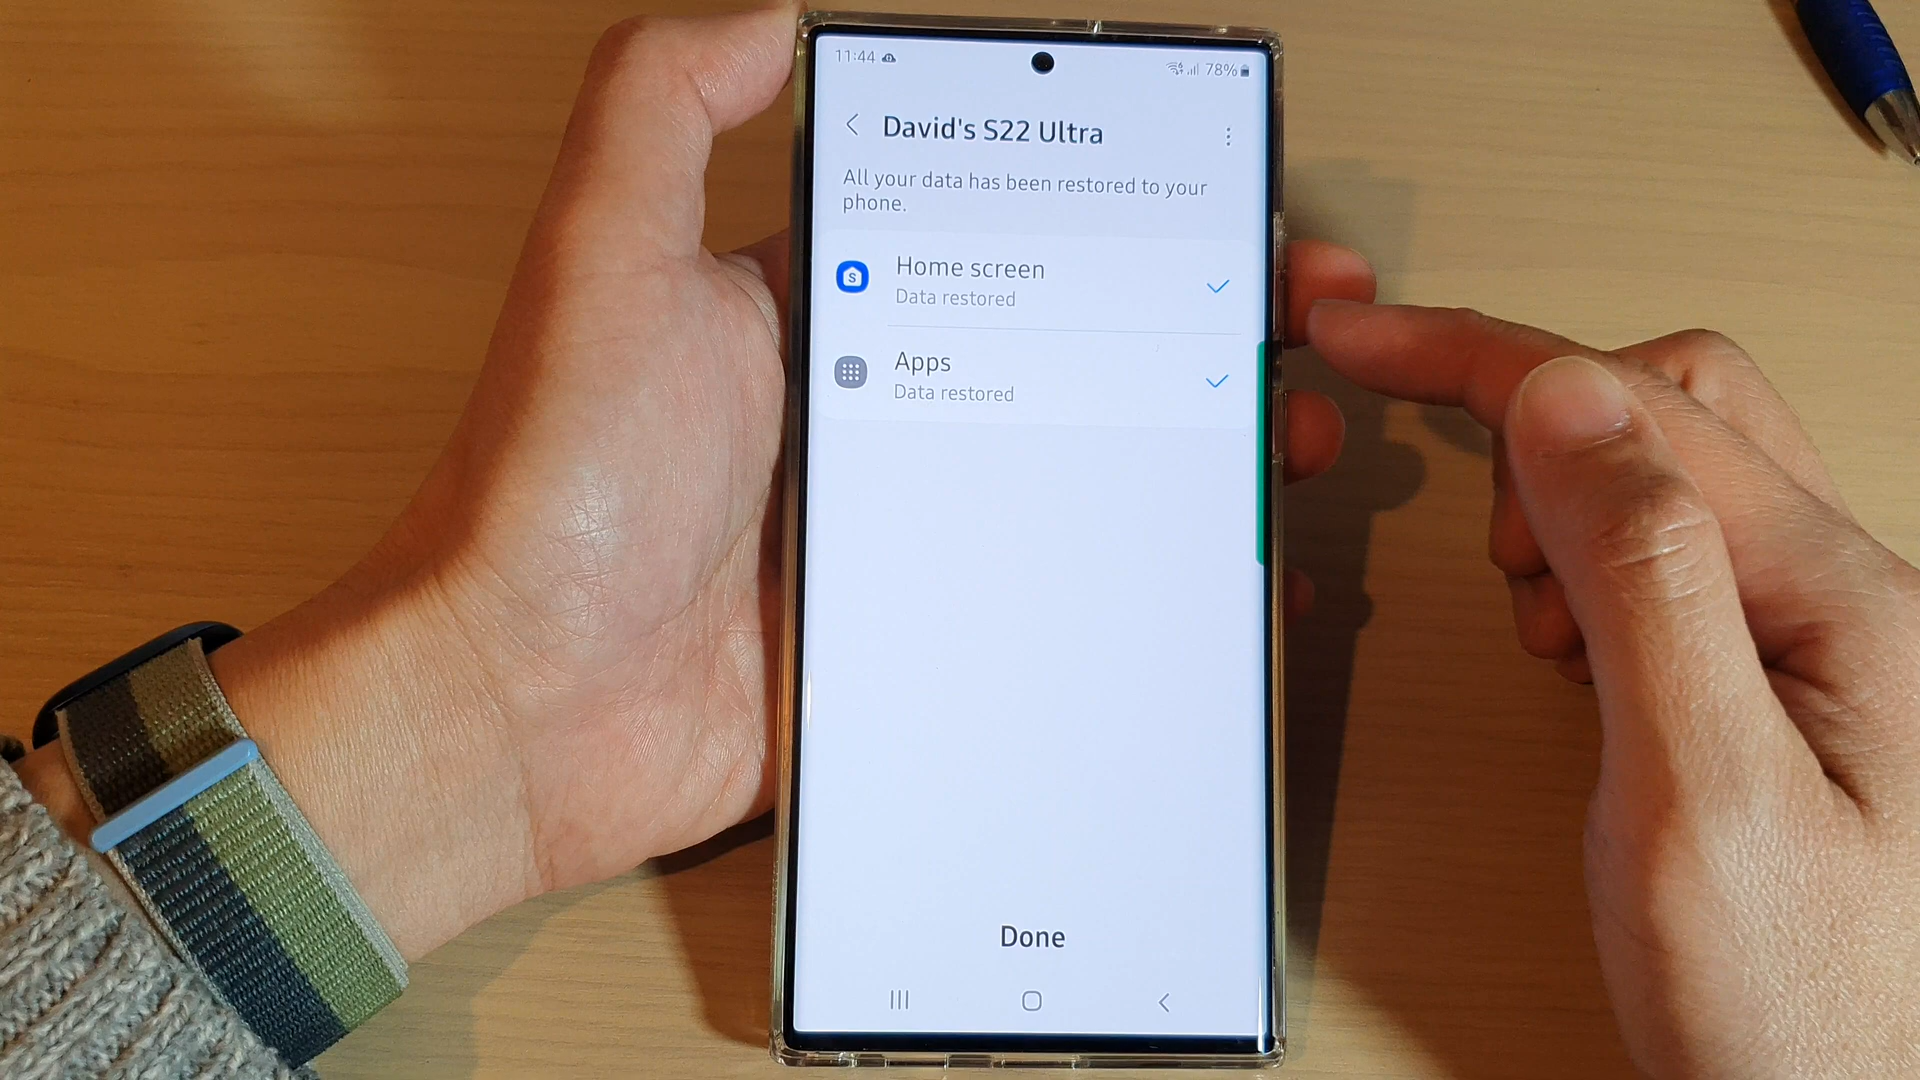 11:44
78%
David's S22 Ultra
All your data has been restored to your
phone.
S
Home screen
Data restored
Apps
Data restored
Done